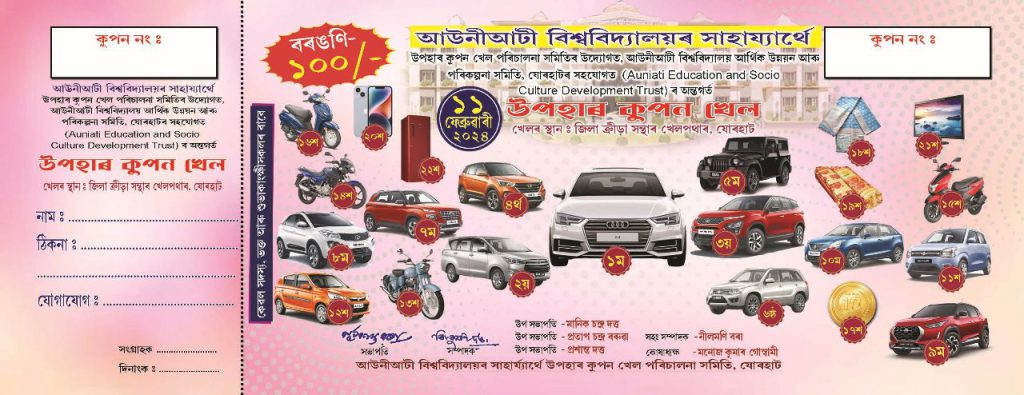 কুপন নং ঃ
আউনীআটী বিশ্ববিদ্যালয়ৰ সাহায্যাৰ্থে
উপহাৰ কুপন খেল পৰিচালনা সমিতিৰ উদ্যোগত,
আউনীআটী বিশ্ববিদ্যালয় আৰ্থিক উন্নয়ন আৰু
পৰিকল্পনা সমিতি, যোৰহাটৰ সহযোগত
(Auniati Education and Socio
Culture Development Trust) ৰ অন্তৰ্গত
উপহাৰ কুপন খেল
খেলৰ স্থান ঃ জিলা ক্ৰীড়া সন্থাৰ খেলপথাৰ, যোৰহাট
নাম ঃ
ঠিকনা ঃ
যোগাযোগ ঃ
সংগ্ৰাহক
দিনাংক ঃ
কেৱল সদস্য, ভক্ত আৰু শুভাকাংক্ষীসকলৰ বাবে
বৰঙণি-
১০০/-
আউনীআটী বিশ্ববিদ্যালয়ৰ সাহায্যাৰ্থে
উপহাৰ কুপন খেল পৰিচালনা সমিতিৰ উদ্যোগত, আউনীআটী বিশ্ববিদ্যালয় আৰ্থিক উন্নয়ন আৰু
পৰিকল্পনা সমিতি, যোৰহাটৰ সহযোগত (Auniati Education and Socio
Culture Development Trust) ৰ অন্তৰ্গত
১১
ফেব্ৰুৱাৰী
২০২৪
উপহাৰ কুপন খেল
খেলৰ স্থান ঃ জিলা ক্ৰীড়া সন্থাৰ খেলপথাৰ, যোৰহাট
কুপন নং ঃ
১৬শ
২০শ
২২শ
১৮শ
২১শ
১৪শ
৪ৰ্থ
৫ম
১৯শ
১৫শ
৮ম
৭ম
২য়
১ম
৩য়
১০ম
১১শ
১২শ
১৩শ
৬ষ্ঠ
১৭শ
৯ম
সভাপতি
সম্পাদক
উপ সভাপতি - মানিক চন্দ্ৰ দত্ত
উপ সভাপতি - প্ৰতাপ চন্দ্ৰ বৰুৱা
উপ সভাপতি - প্ৰশান্ত দত্ত
সহঃ সম্পাদক - নীলমণি বৰা
কোষাধ্যক্ষ - মনোজ কুমাৰ গোস্বামী
আউনীআটী বিশ্ববিদ্যালয়ৰ সাহাৰ্য্যাৰ্থে উপহাৰ কুপন খেল পৰিচালনা সমিতি, যোৰহাট